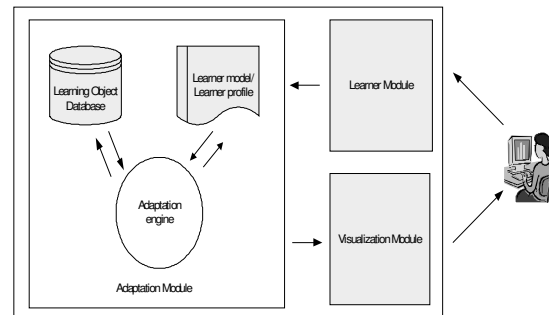 Learning Object
Database
Learner model/
Learner profile
Learner Module
Adaptation
engine
Visualization Module
Adaptation Module